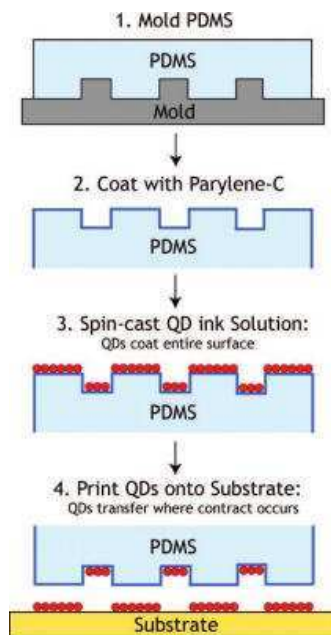 1. Mold PDMS
PDMS
Mold
2. Coat with Parylene-C
PDMS
3. Spin-cast QD ink Solution:
QDs coat entire surface
PDMS
4. Print QDs onto Substrate:
QDs transfer where contract occurs
PDMS
Substrate